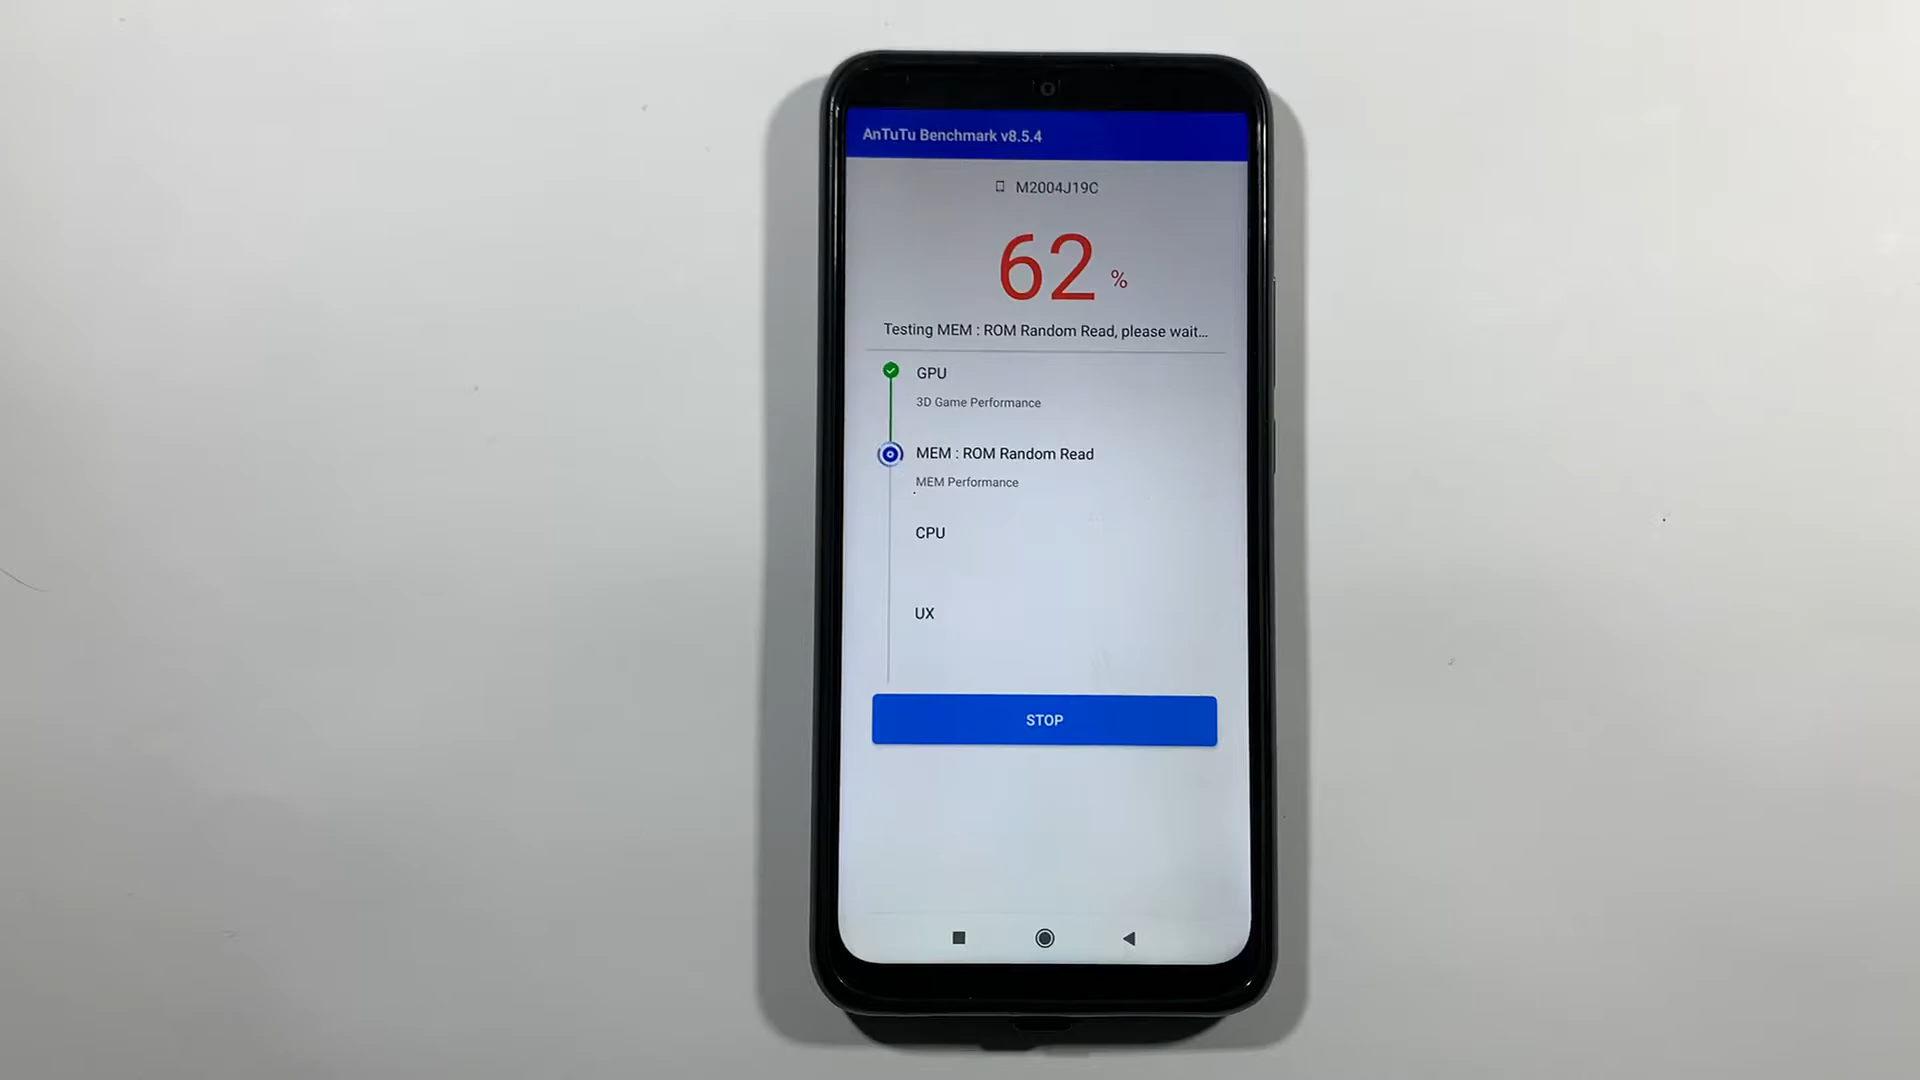 AnTuTu Benchmark v8.5.4
M2004J19C
62 %
Testing MEM : ROM Random Read, please wait...
GPU
3D Game Performance
MEM : ROM Random Read
MEM Performance
CPU
UX
STOP